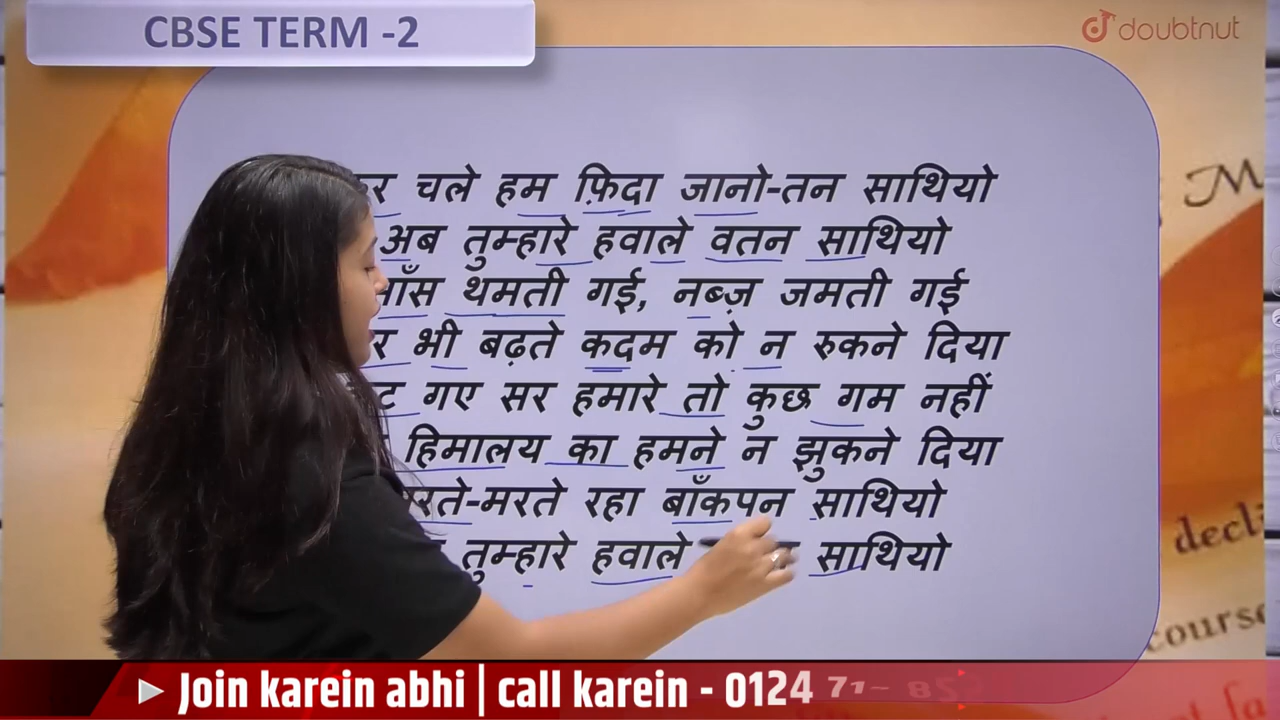 CBSE TERM -2
doubtnut
चले हम फ़िदा जानो-तन साथियो
अब तुम्हारे हवाले वतन साथियो
थमती गई, नब्ज़ जमती गई
भी बढ़ते कदम को न रुकने दिया
गए सर हमारे तो कुछ गम नहीं
हिमालय का हमने न झुकने दिया
मरते रहा बाँकपन साथियो
तुम्हारे हवाले साथियो
Join karein abhi | call karein - 0124